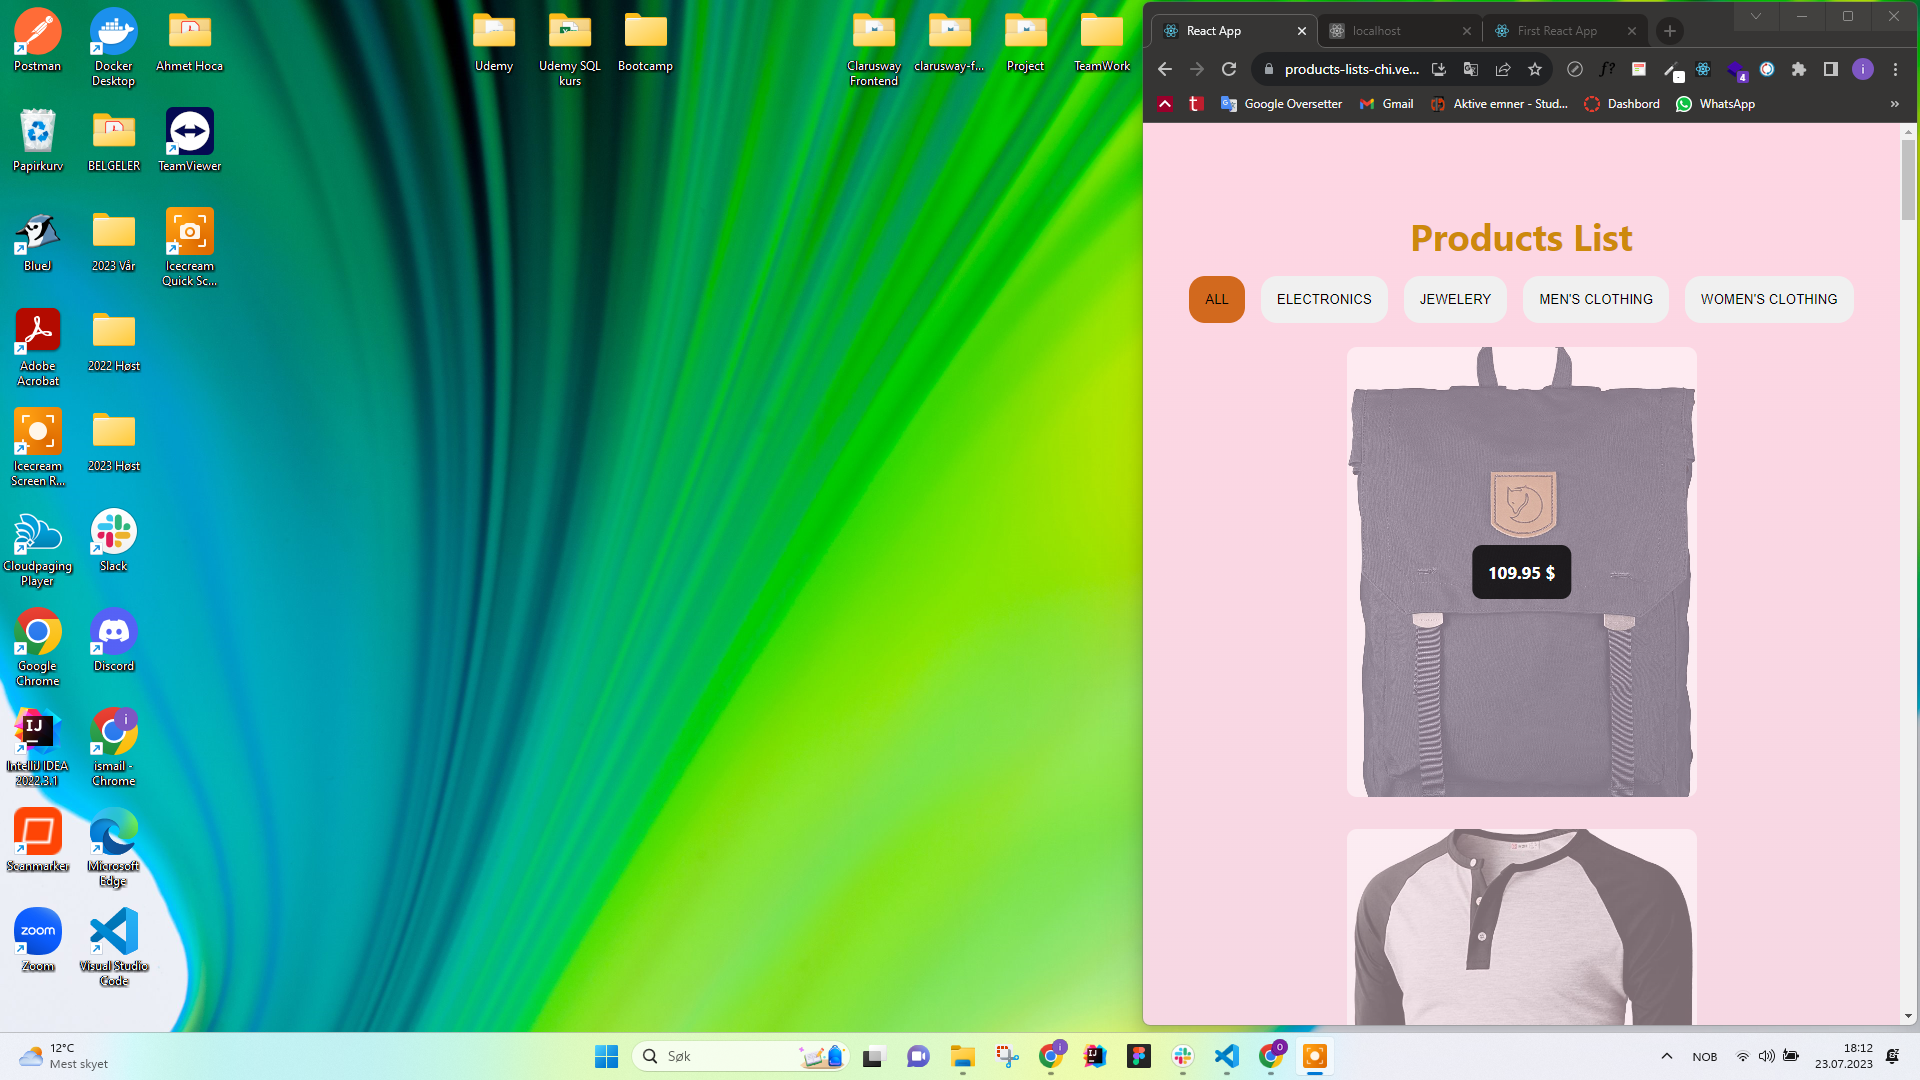 Postman
Docker
Desktop
Ahmet Hoca
Udemy
Udemy SQL
kurs
Bootcamp
Clarusway
Frontend
clarusway-f...
Project
TeamWork
Papirkurv
BELGELER
TeamViewer
BlueJ
2023 Vår
Icecream
Quick Sc...
Adobe
Acrobat
2022 Høst
Icecream
Screen R...
2023 Høst
Cloudpaging
Player
Slack
Google
Chrome
Discord
IntelliJ IDEA
2022.3.1
ismail -
Chrome
Scanmarker
Microsoft
Edge
zoom
Zoom
Visual Studio
Code
React App
localhost
First React App
products-lists-chi.ve...
Google Oversetter
Gmail
Aktive emner - Stud...
Dashbord
WhatsApp
Products List
ALL
ELECTRONICS
JEWELERY
MEN'S CLOTHING
WOMEN'S CLOTHING
109.95 $
12°C
Mest skyet
Søk
NOB
18:12
23.07.2023